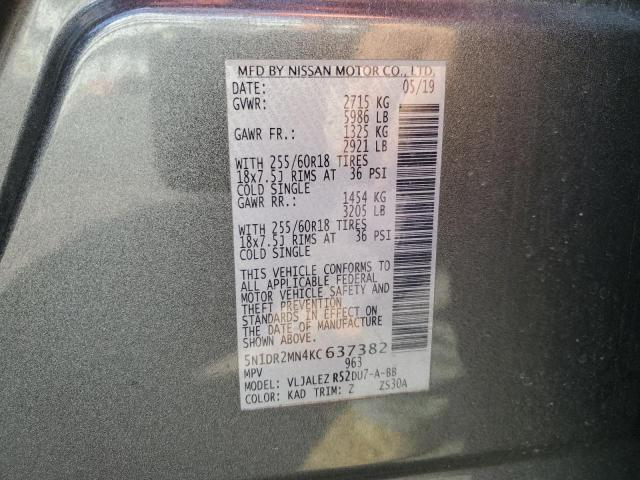 MFD BY NISSAN MOTOR CO., LTD.
DATE: 05/19
GVWR: 2715 KG
5986 LB
GAWR FR.: 1325 KG
2921 LB
WITH 255/60R18 TIRES
18x7.5J RIMS AT 36 PSI
COLD SINGLE
GAWR RR.: 1454 KG
3205 LB
WITH 255/60R18 TIRES
18x7.5J RIMS AT 36 PSI
COLD SINGLE
THIS VEHICLE CONFORMS TO
ALL APPLICABLE FEDERAL
MOTOR VEHICLE SAFETY AND
THEFT PREVENTION
STANDARDS IN EFFECT ON
THE DATE OF MANUFACTURE
SHOWN ABOVE.
5N1DR2MN4KC637382
MPV 963
MODEL: VLJALEZ R52DU7-A-BB
COLOR: KAD TRIM: Z ZS30A